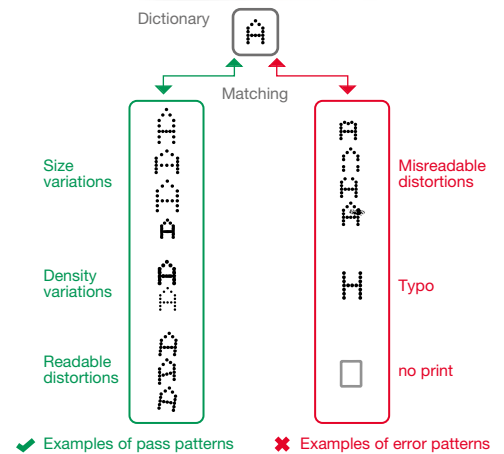 Dictionary
A
Matching
Size
variations
A
A
A
A
Density
variations
A
A
Readable
distortions
A
A
A
A
A
A
Misreadable
distortions
H
Typo
no print
Examples of pass patterns
Examples of error patterns